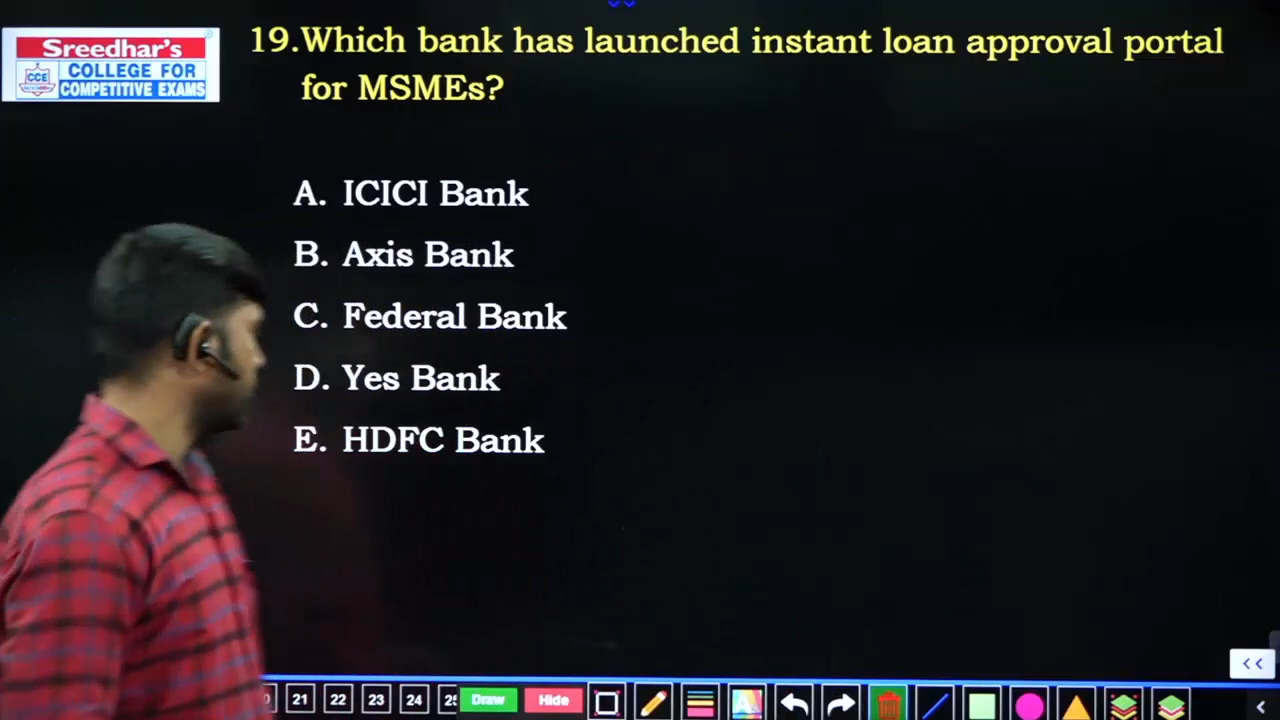 Sreedhar's
COLLEGE FOR
CCE
COMPETITIVE EXAMS
19.Which bank has launched instant loan approval portal
for MSMEs?
A. ICICI Bank
B. Axis Bank
C. Federal Bank
D. Yes Bank
E. HDFC Bank
21 22 23 24 Draw Hide